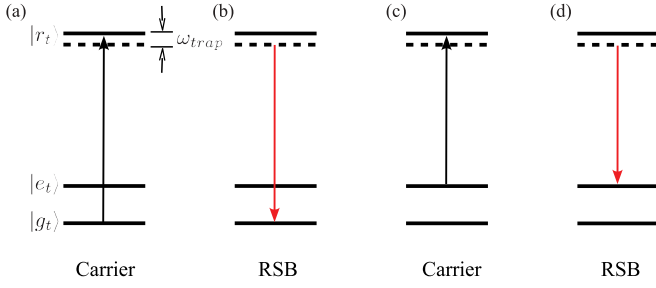 (a) (b) (c) (d)
|r_t⟩ ω_trap
|e_t⟩
|g_t⟩
Carrier RSB Carrier RSB